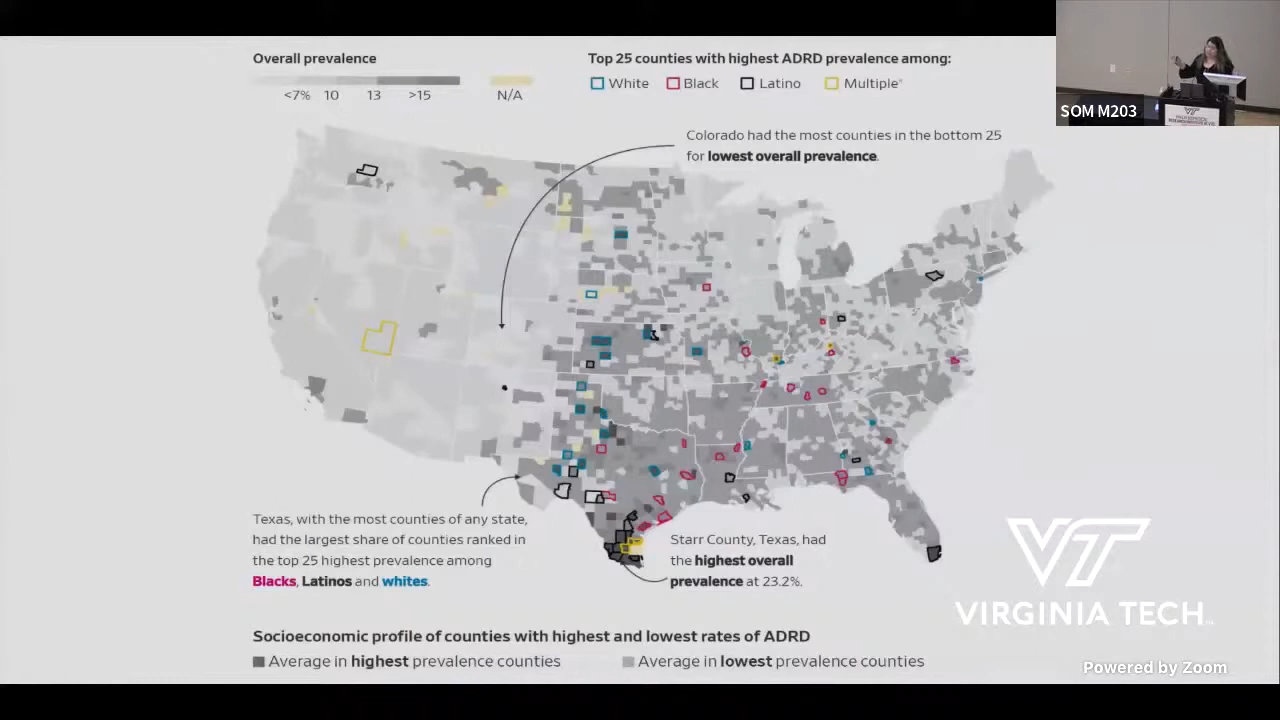 Overall prevalence
<7% 10 13 >15 N/A
Top 25 counties with highest ADRD prevalence among:
White Black Latino Multiple*
SOM M203
Colorado had the most counties in the bottom 25
for lowest overall prevalence.
Texas, with the most counties of any state,
had the largest share of counties ranked in
the top 25 highest prevalence among
Blacks, Latinos and whites.
Starr County, Texas, had
the highest overall
prevalence at 23.2%.
VT
VIRGINIA TECH
Socioeconomic profile of counties with highest and lowest rates of ADRD
Average in highest prevalence counties
Average in lowest prevalence counties
Powered by Zoom